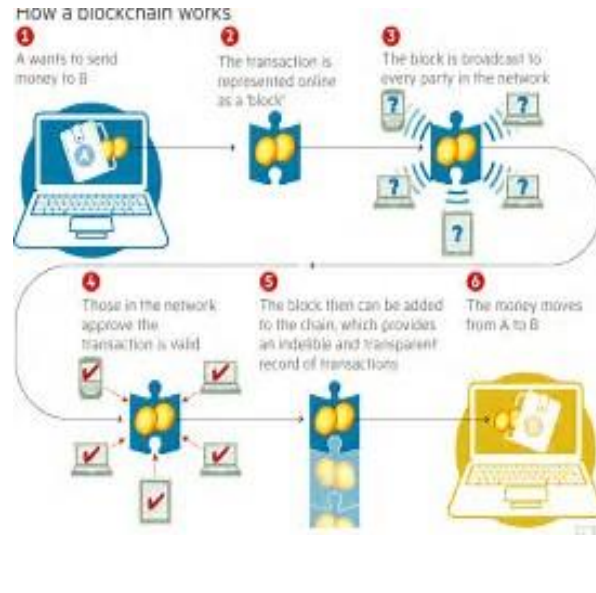 How a blockchain works
1
A wants to send
money to B
2
The transaction is
represented online
as a 'block'
3
The block is broadcast to
every party in the network
A
?
?
?
?
?
4
Those in the network
approve the
transaction is valid
5
The block then can be added
to the chain, which provides
an indelible and transparent
record of transactions
6
The money moves
from A to B
B